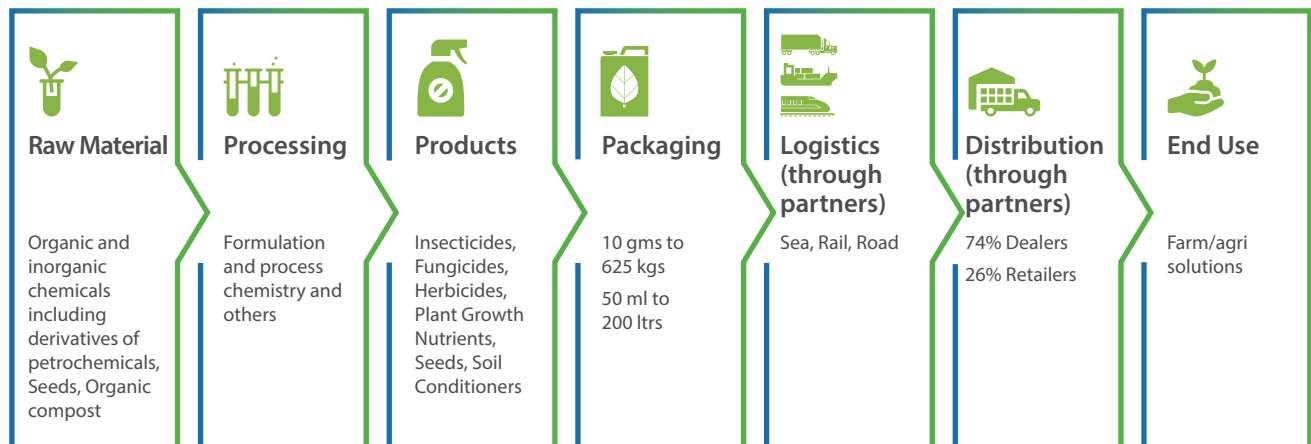 Raw Material
Organic and
inorganic
chemicals
including
derivatives of
petrochemicals,
Seeds, Organic
compost
Processing
Formulation
and process
chemistry and
others
Products
Insecticides,
Fungicides,
Herbicides,
Plant Growth
Nutrients,
Seeds, Soil
Conditioners
Packaging
10 gms to
625 kgs
50 ml to
200 ltrs
Logistics
(through
partners)
Sea, Rail, Road
Distribution
(through
partners)
74% Dealers
26% Retailers
End Use
Farm/agri
solutions